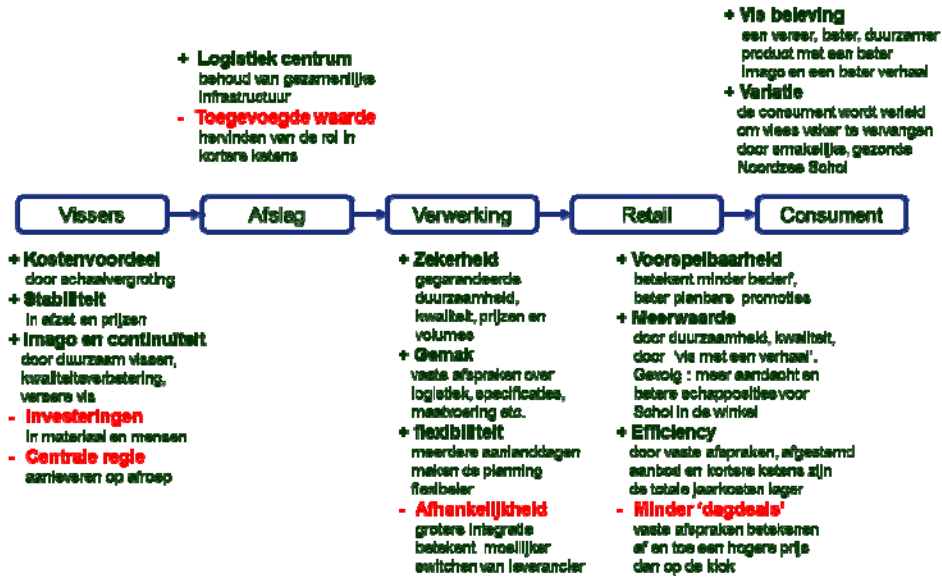 + Vis beleving
een verser, beter, duurzamer
product met een beter
imago en een beter verhaal
+ Variatie
de consument wordt verleid
om vlees vaker te vervangen
door smakelijke, gezonde
Noordzee Schol
+ Logistiek centrum
behoud van gezamenlijke
infrastructuur
- Toegevoegde waarde
hervinden van de rol in
kortere ketens
Vissers
Afslag
Verwerking
Retail
Consument
+ Kostenvoordeel
door schaalvergroting
+ Stabiliteit
in afzet en prijzen
+ Imago en continuïteit
door duurzaam vissen,
kwaliteitsverbetering,
versere vis
- Investeringen
in materiaal en mensen
- Centrale regie
aanleveren op afroep
+ Zekerheid
gegarandeerde
duurzaamheid,
kwaliteit, prijzen en
volumes
+ Gemak
vaste afspraken over
logistiek, specificaties,
maatvoering etc.
+ flexibiliteit
meerdere aanlanddagen
maken de planning
flexibeler
- Afhankelijkheid
grotere integratie
betekent moeilijker
switchen van leverancier
+ Voorspelbaarheid
betekent minder bederf,
beter planbare promoties
+ Meerwaarde
door duurzaamheid, kwaliteit,
door 'vis met een verhaal'.
Gevolg : meer aandacht en
betere schapposities voor
Schol in de winkel
+ Efficiency
door vaste afspraken, afgestemd
aanbod en kortere ketens zijn
de totale jaarkosten lager
- Minder 'dagdeals'
vaste afspraken betekenen
af en toe een hogere prijs
dan op de klok